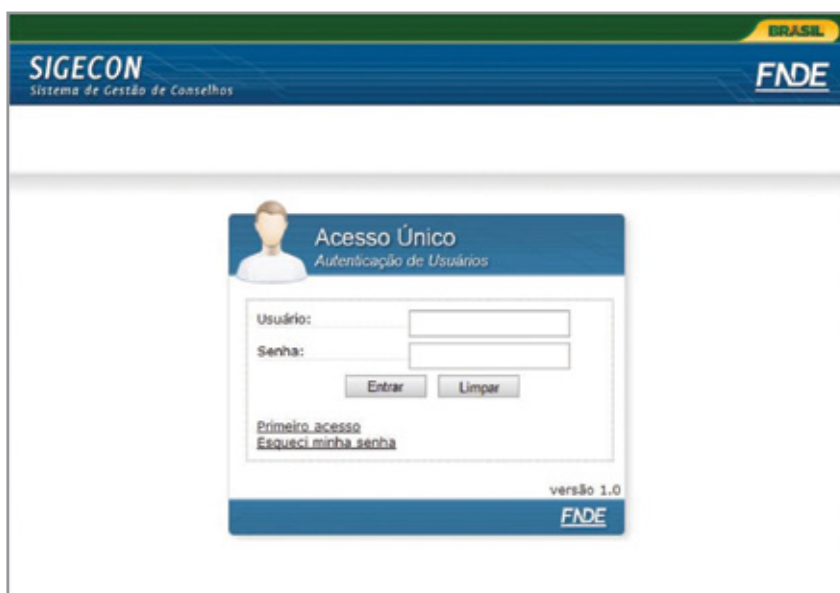 BRASIL
SIGECON
Sistema de Gestão de Conselhos
FNDE
Acesso Único
Autenticação de Usuários
Usuário:
Senha:
Entrar Limpar
Primeiro acesso
Esqueci minha senha
versão 1.0
FNDE